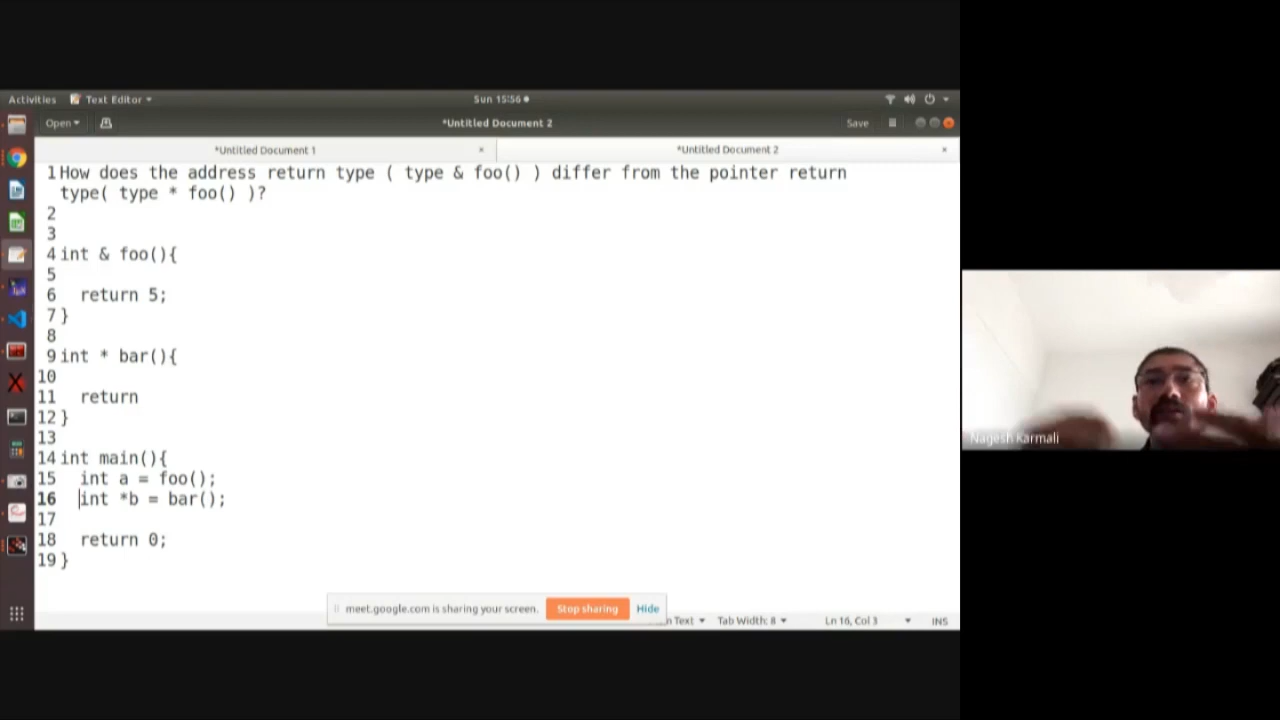 Activities Text Editor Sun 15:56
Open *Untitled Document 2 Save
*Untitled Document 1 × *Untitled Document 2 ×
1 How does the address return type ( type & foo() ) differ from the pointer return
type( type * foo() )?
2
3
4 int & foo(){
5
6 return 5;
7 }
8
9 int * bar(){
10
11 return
12 }
13
14 int main(){
15 int a = foo();
16 int *b = bar();
17
18 return 0;
19 }
meet.google.com is sharing your screen. Stop sharing Hide
Text Tab Width: 8 Ln 16, Col 3 INS
Nagesh Karmali